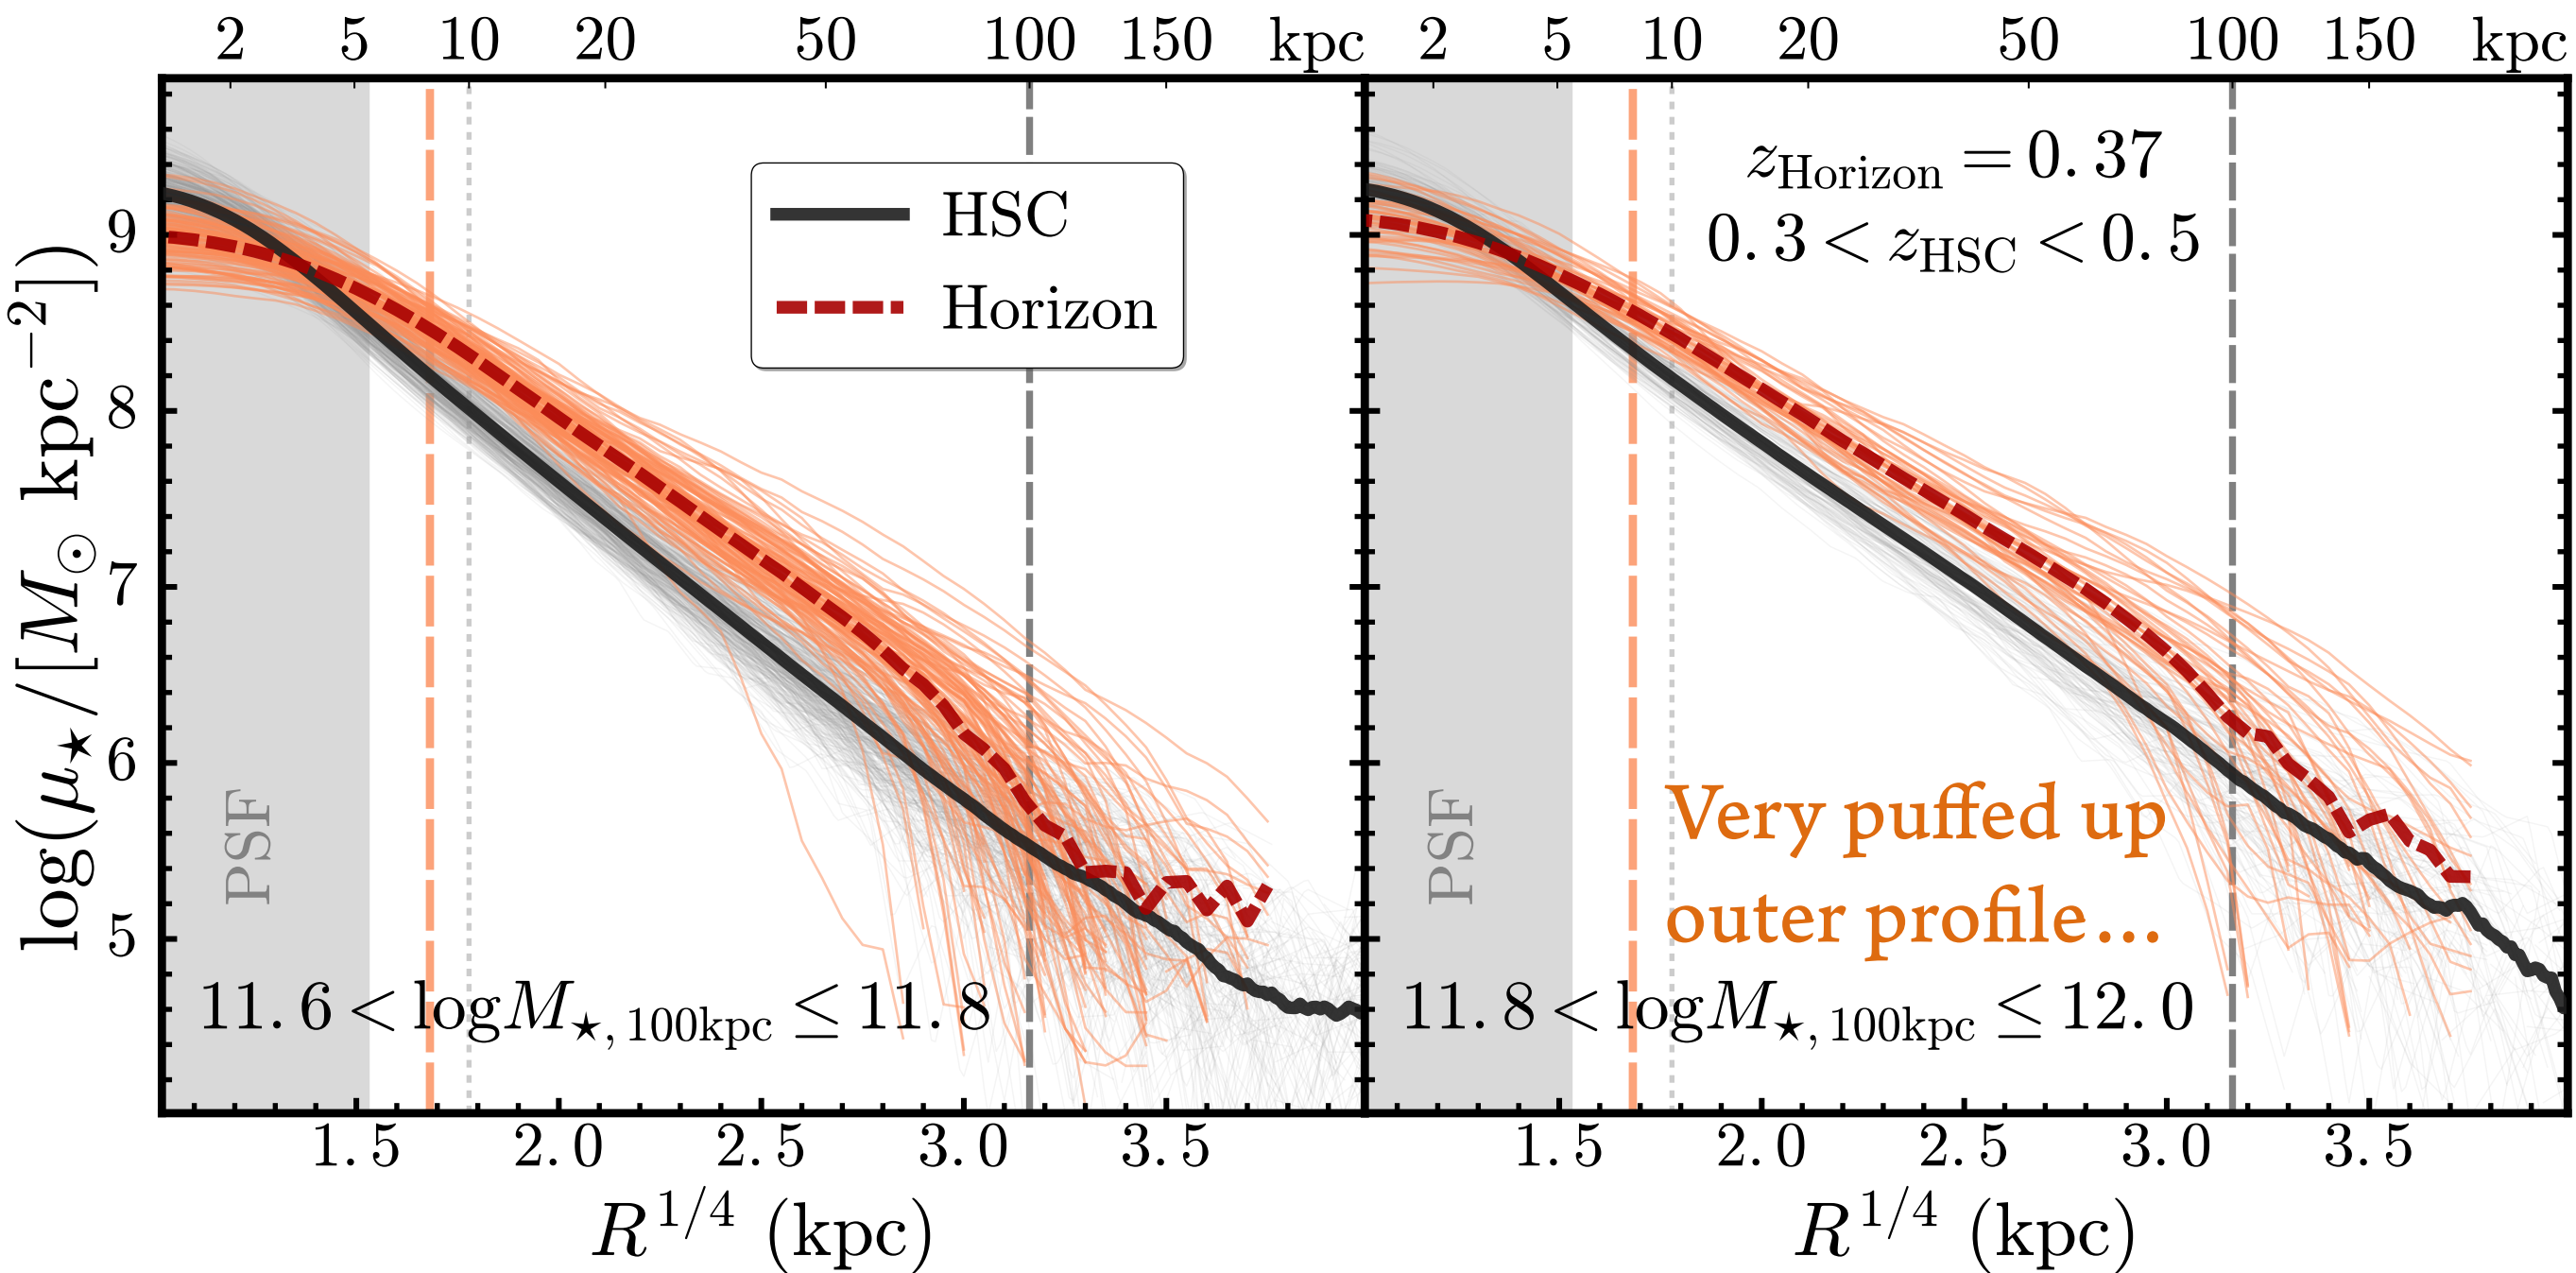 2 5 10 20 50 100 150 kpc
2 5 10 20 50 100 150 kpc
log(μ★/[M⊙ kpc⁻²])
9
8
7
6
5
HSC
Horizon
PSF
11.6 < logM★,100kpc ≤ 11.8
z_Horizon = 0.37
0.3 < z_HSC < 0.5
PSF
Very puffed up
outer profile...
11.8 < logM★,100kpc ≤ 12.0
1.5 2.0 2.5 3.0 3.5
1.5 2.0 2.5 3.0 3.5
R^1/4 (kpc)
R^1/4 (kpc)